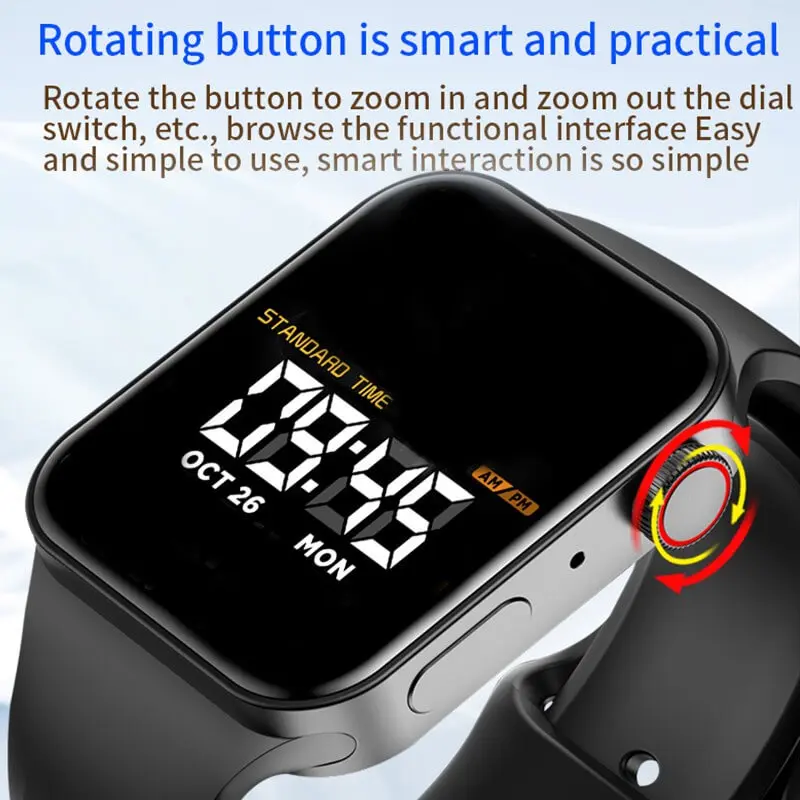 Rotating button is smart and practical
Rotate the button to zoom in and zoom out the dial
switch, etc., browse the functional interface Easy
and simple to use, smart interaction is so simple
STANDARD TIME
09:45
AM/PM
OCT 26
MON